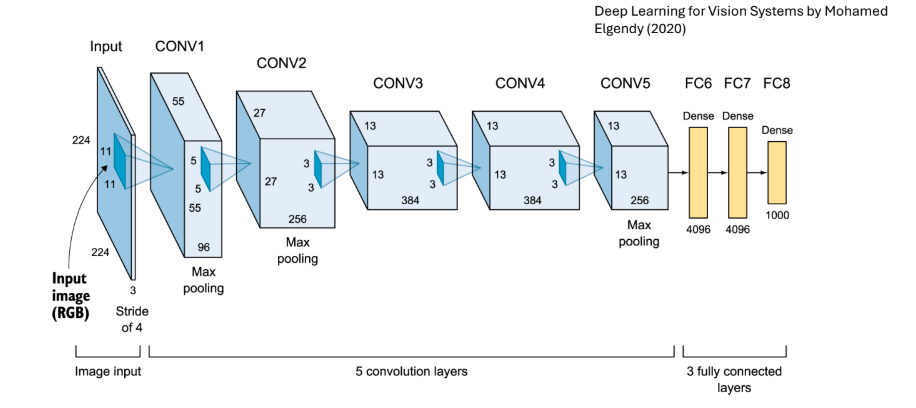 Deep Learning for Vision Systems by Mohamed
Elgendy (2020)
Input
CONV1
CONV2
CONV3
CONV4
CONV5
FC6
FC7
FC8
224
11
11
224
3
Stride
of 4
Input
image
(RGB)
55
5
5
55
96
Max
pooling
27
27
3
3
256
Max
pooling
13
13
3
3
384
13
13
3
3
384
13
13
256
Max
pooling
Dense
4096
Dense
4096
Dense
1000
Image input
5 convolution layers
3 fully connected
layers